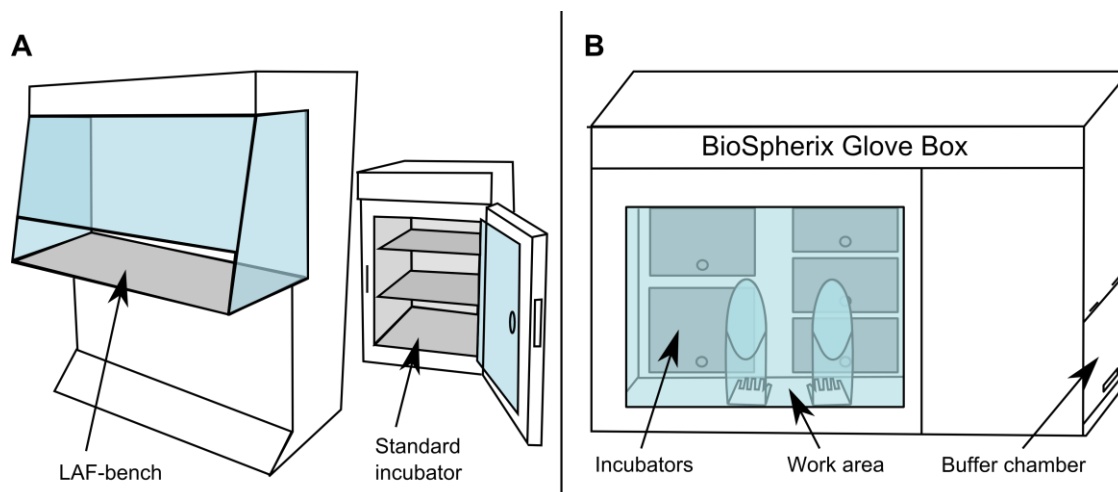 A
LAF-bench
Standard
incubator
B
BioSpherix Glove Box
Incubators
Work area
Buffer chamber